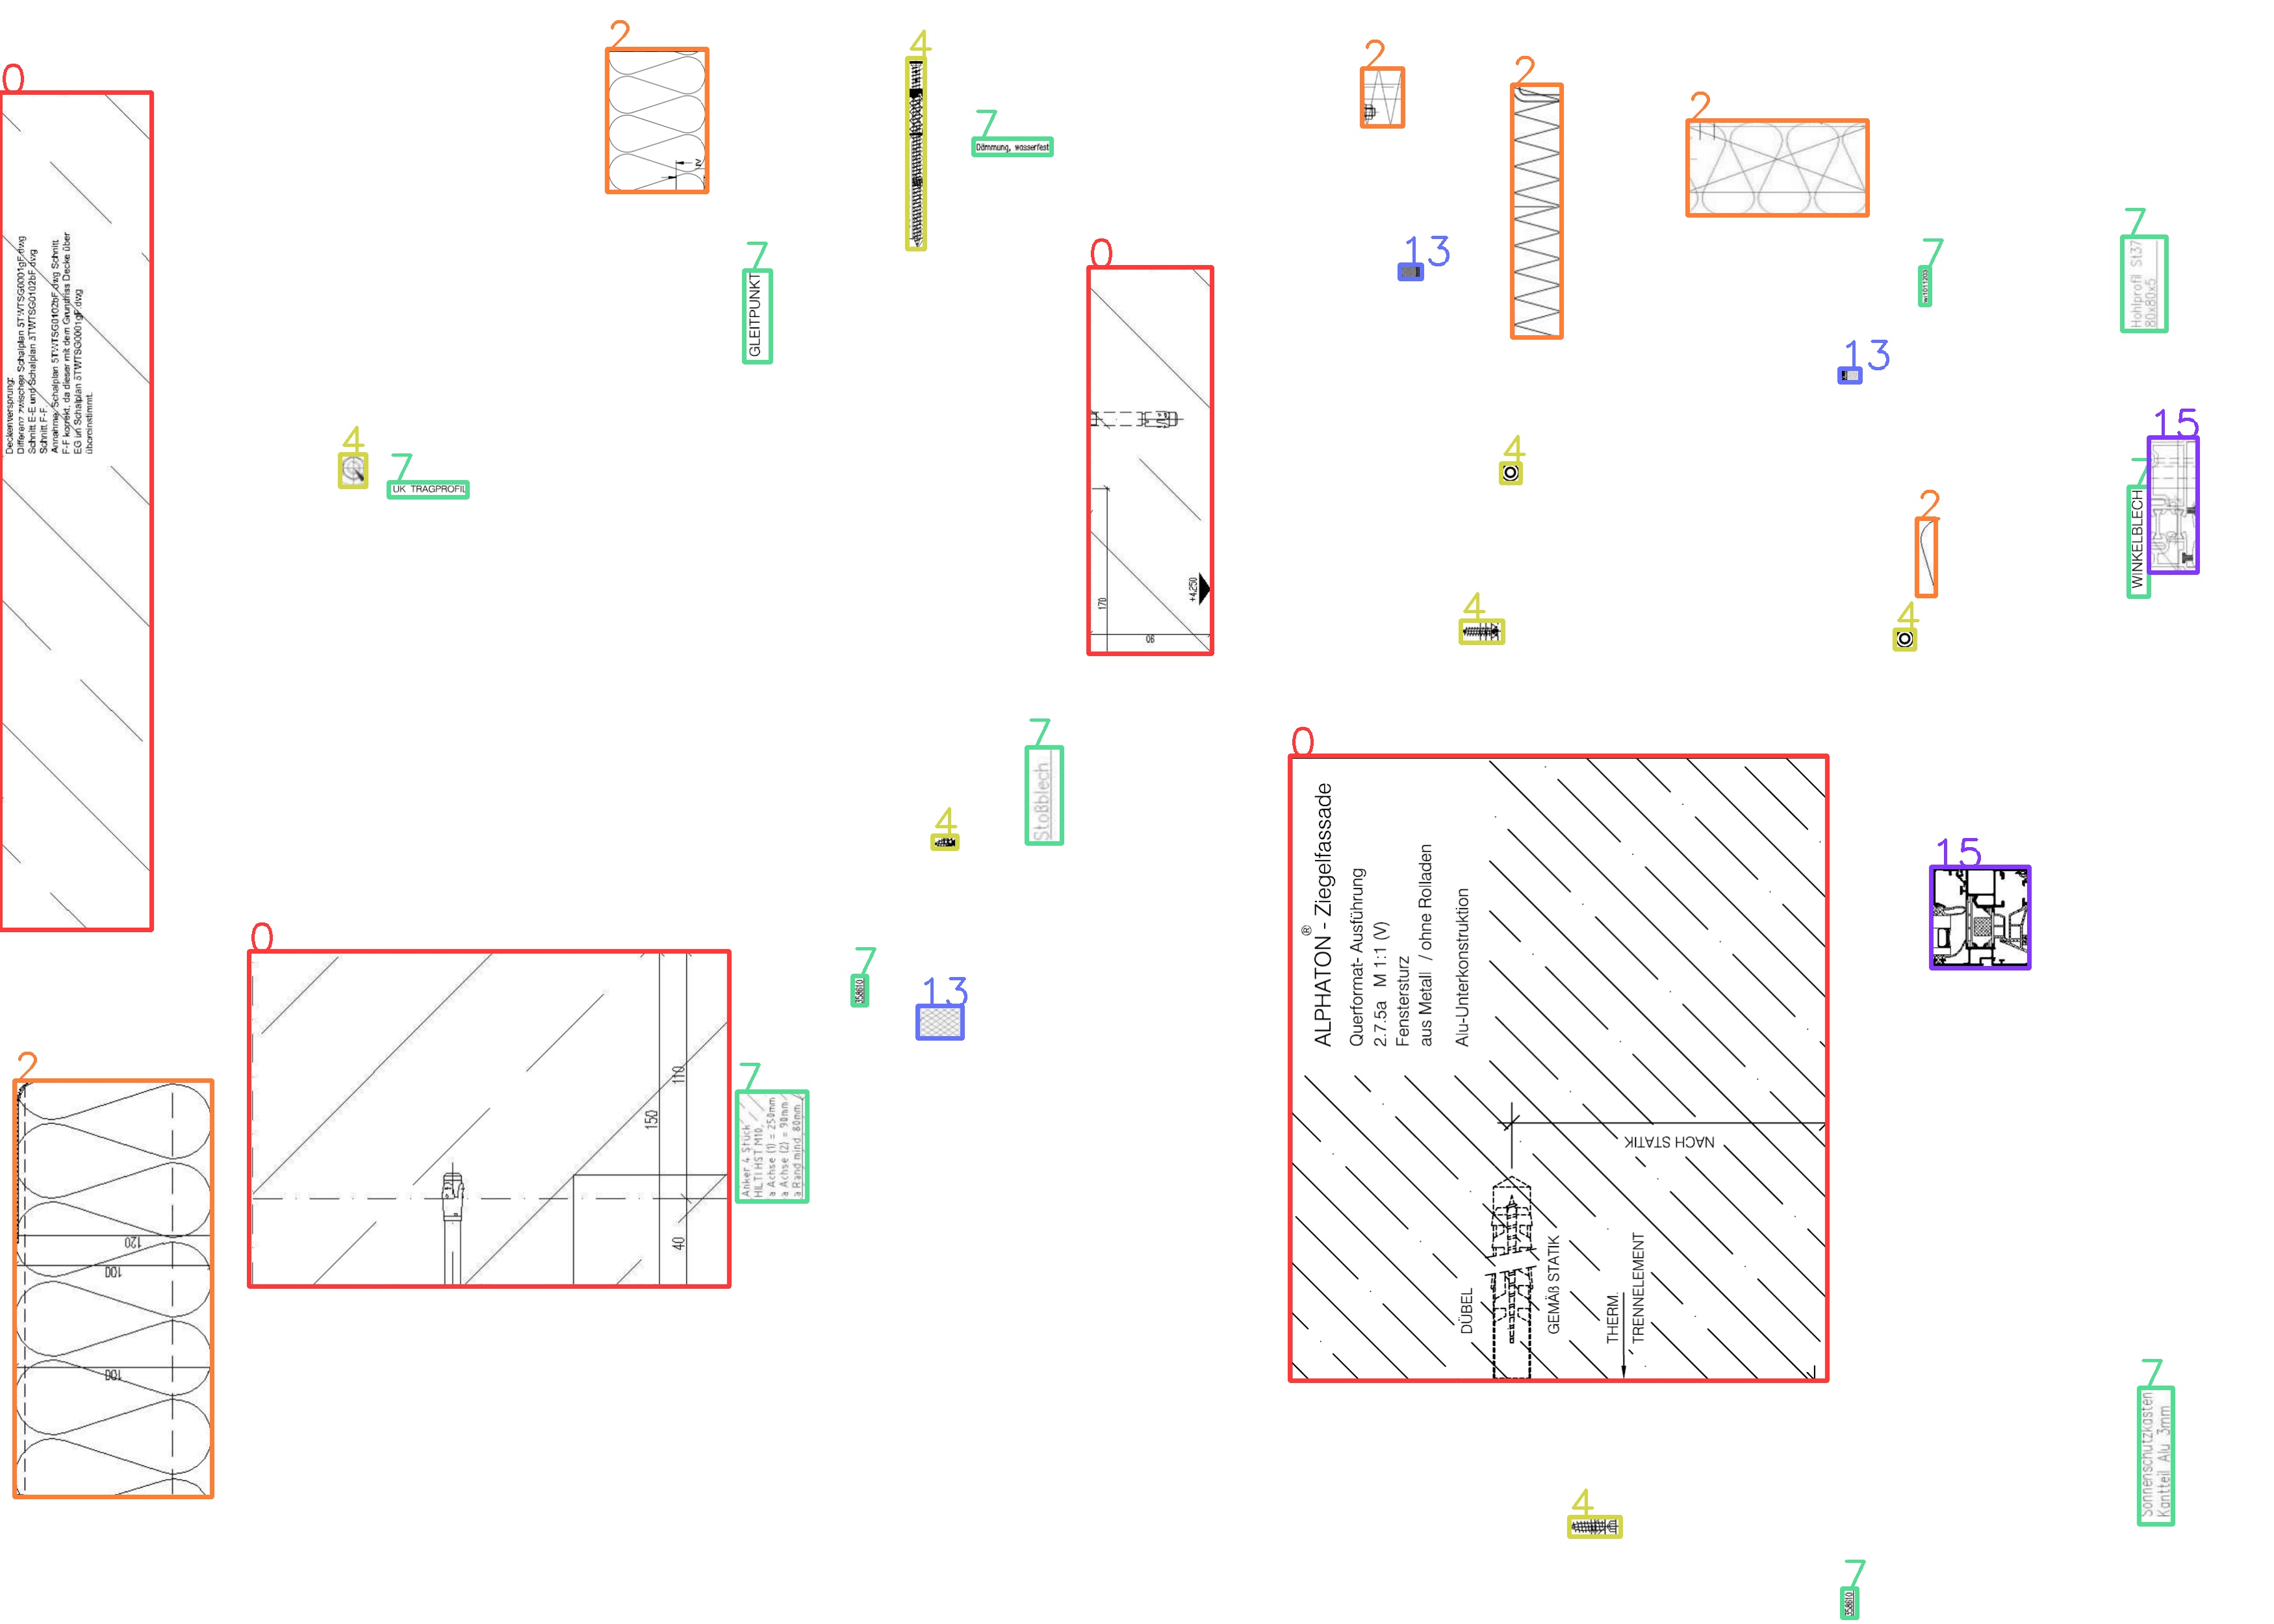 0
2
4
2
2
2
7
Dämmung, wasserfest
7
GLEITPUNKT
0
13
7
7
Hohlprofil St37
80x80x5
Deckenversprung:
Differenz zwischen Schalplan 5TWTSG0001gF.dwg
Schnitt E-E und Schalplan 3TWTSG0102bF.dwg
Schnitt F-F.
Annahme: Schalplan 5TWTSG0102bF.dwg Schnitt
F-F korrekt, da dieser mit dem Grundriss Decke über
EG im Schalplan 5TWTSG0001gF.dwg
übereinstimmt.
13
4
7
UK TRAGPROFIL
4
15
7
WINKELBLECH
2
4
4
170
90
+4,250
7
Stoßblech
4
0
ALPHATON® - Ziegelfassade
Querformat- Ausführung
2.7.5a M 1:1 (V)
Fenstersturz
aus Metall / ohne Rolladen
Alu-Unterkonstruktion
NACH STATIK
DÜBEL
GEMÄß STATIK
THERM.
TRENNELEMENT
15
0
110
150
40
7
358610
13
7
Anker 4 Stück
HILTI HST M10,
a Achse (1) = 250mm
a Achse (2) = 90mm
a Rand mind. 80mm
2
120
100
100
7
Sonnenschutzkasten
Kantteil Alu 3mm
4
7
358610